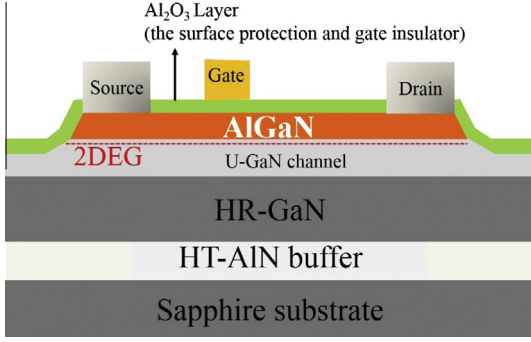 Al₂O₃ Layer
(the surface protection and gate insulator)
Source
Gate
Drain
AlGaN
2DEG
U-GaN channel
HR-GaN
HT-AlN buffer
Sapphire substrate